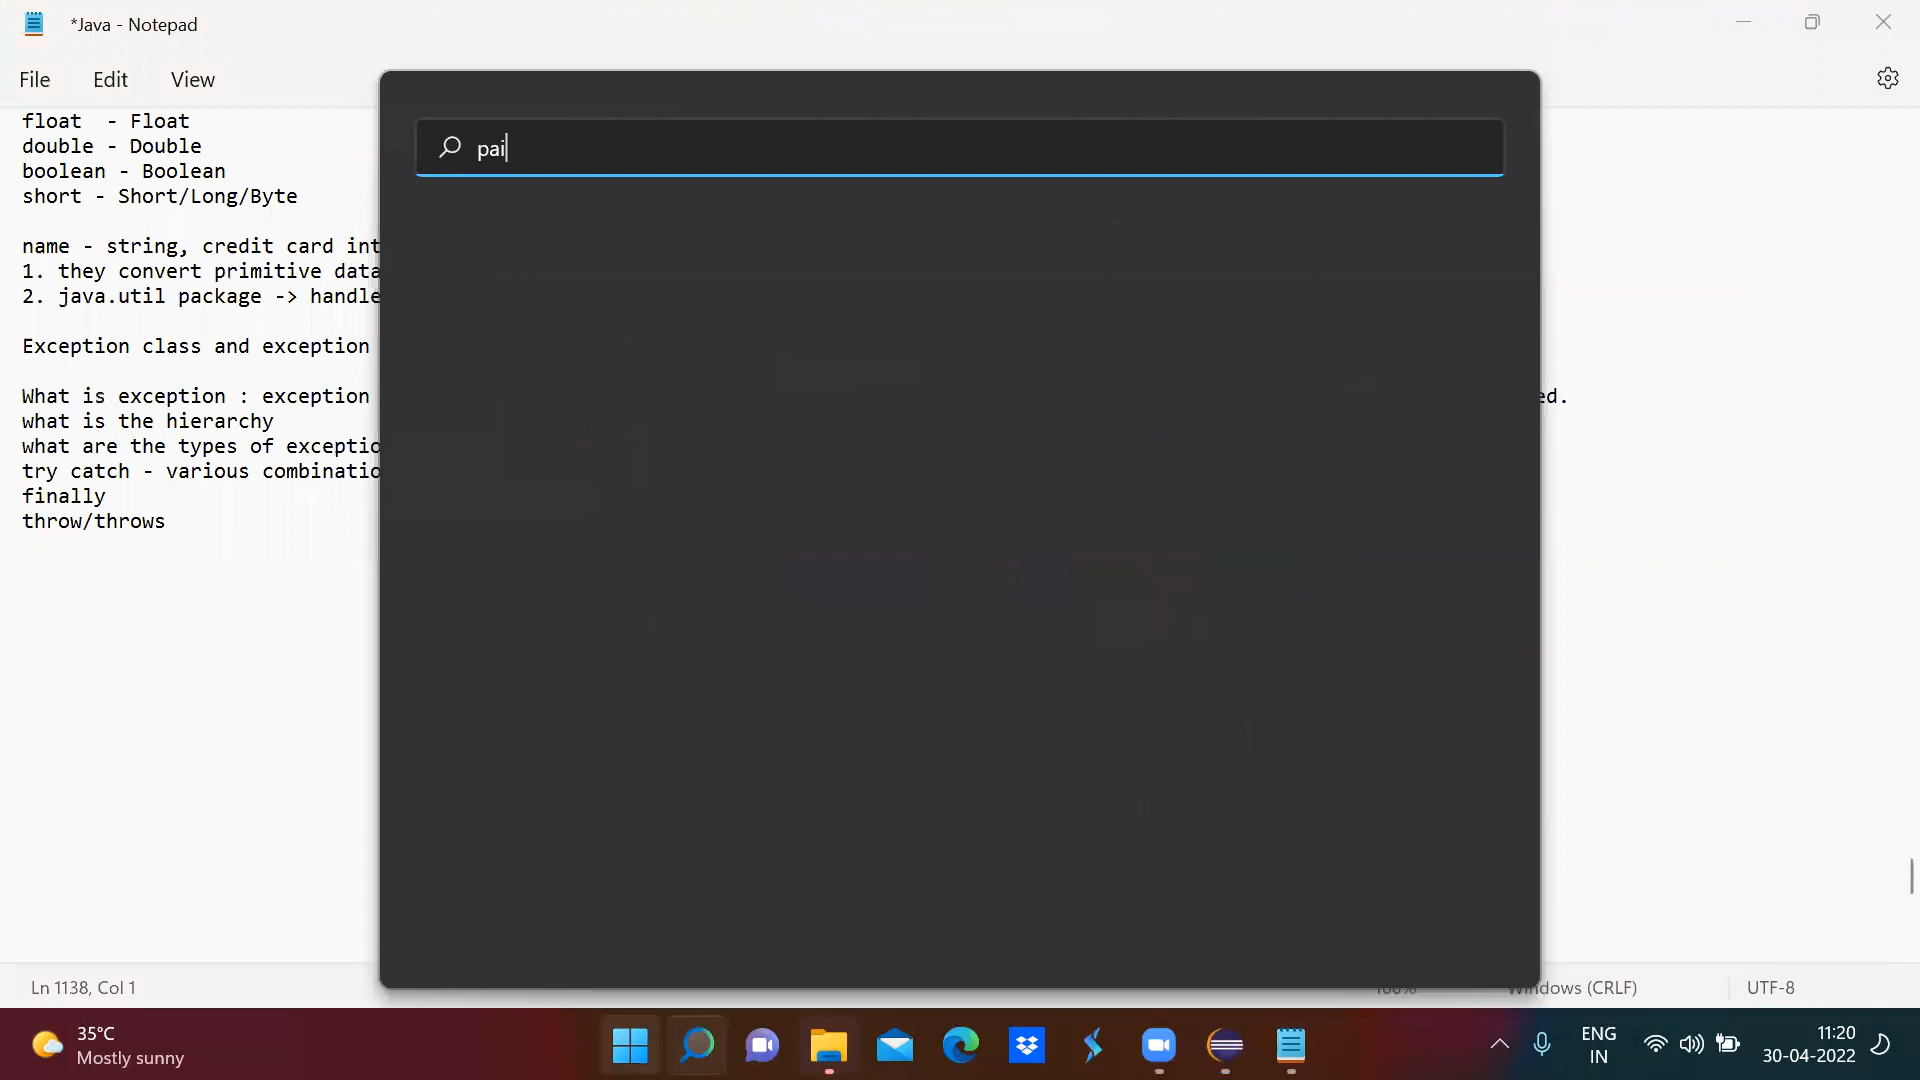 *Java - Notepad
File Edit View
pai
float  - Float
double - Double
boolean - Boolean
short - Short/Long/Byte
name - string, credit card int
1. they convert primitive data
2. java.util package -> handle
Exception class and exception
What is exception : exception ed.
what is the hierarchy
what are the types of exceptio
try catch - various combinatio
finally
throw/throws
Ln 1138, Col 1 100% Windows (CRLF) UTF-8
35°C
Mostly sunny
ENG
IN
11:20
30-04-2022